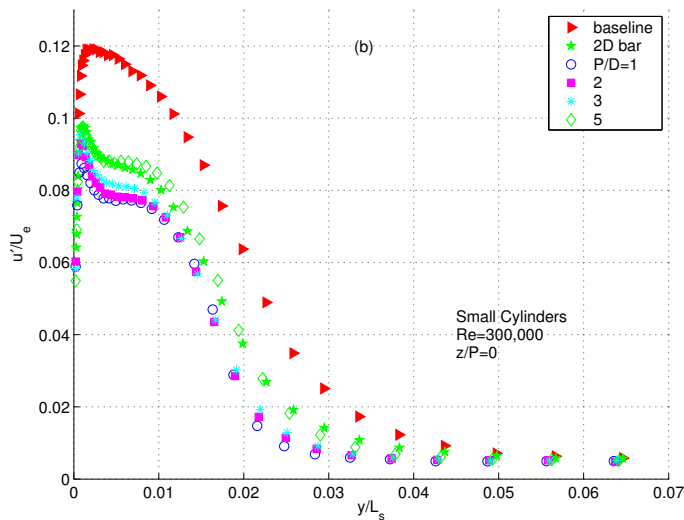 (b)
baseline
2D bar
P/D=1
2
3
5
0.12
0.1
0.08
0.06
0.04
0.02
0
u'/Uₑ
Small Cylinders
Re=300,000
z/P=0
0 0.01 0.02 0.03 0.04 0.05 0.06 0.07
y/Lₛ